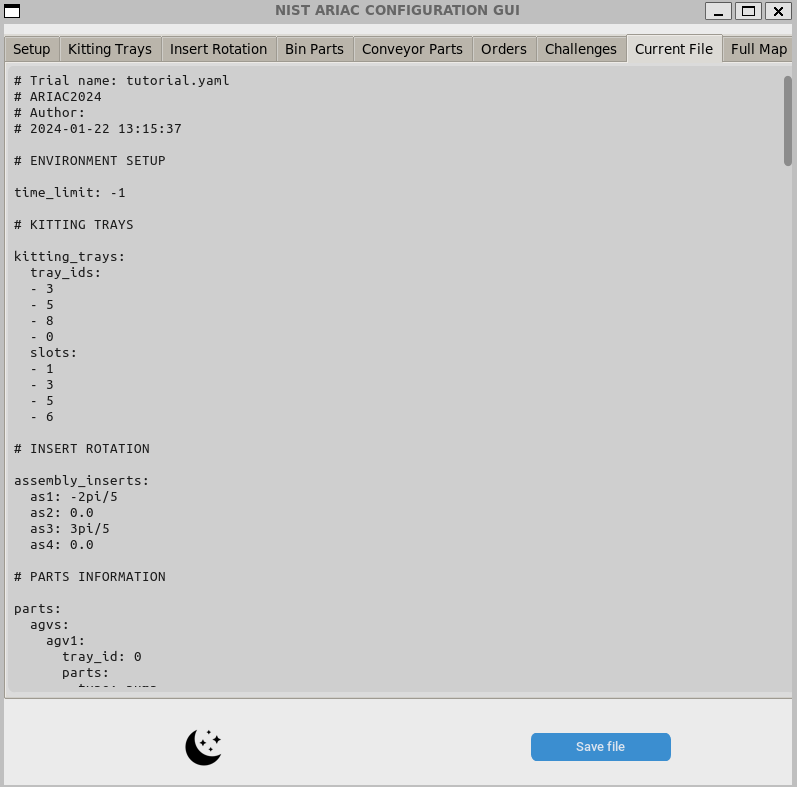 NIST ARIAC CONFIGURATION GUI
Setup Kitting Trays Insert Rotation Bin Parts Conveyor Parts Orders Challenges Current File Full Map
# Trial name: tutorial.yaml
# ARIAC2024
# Author:
# 2024-01-22 13:15:37
# ENVIRONMENT SETUP
time_limit: -1
# KITTING TRAYS
kitting_trays:
  tray_ids:
  - 3
  - 5
  - 8
  - 0
  slots:
  - 1
  - 3
  - 5
  - 6
# INSERT ROTATION
assembly_inserts:
  as1: -2pi/5
  as2: 0.0
  as3: 3pi/5
  as4: 0.0
# PARTS INFORMATION
parts:
  agvs:
    agv1:
      tray_id: 0
      parts:
Save file